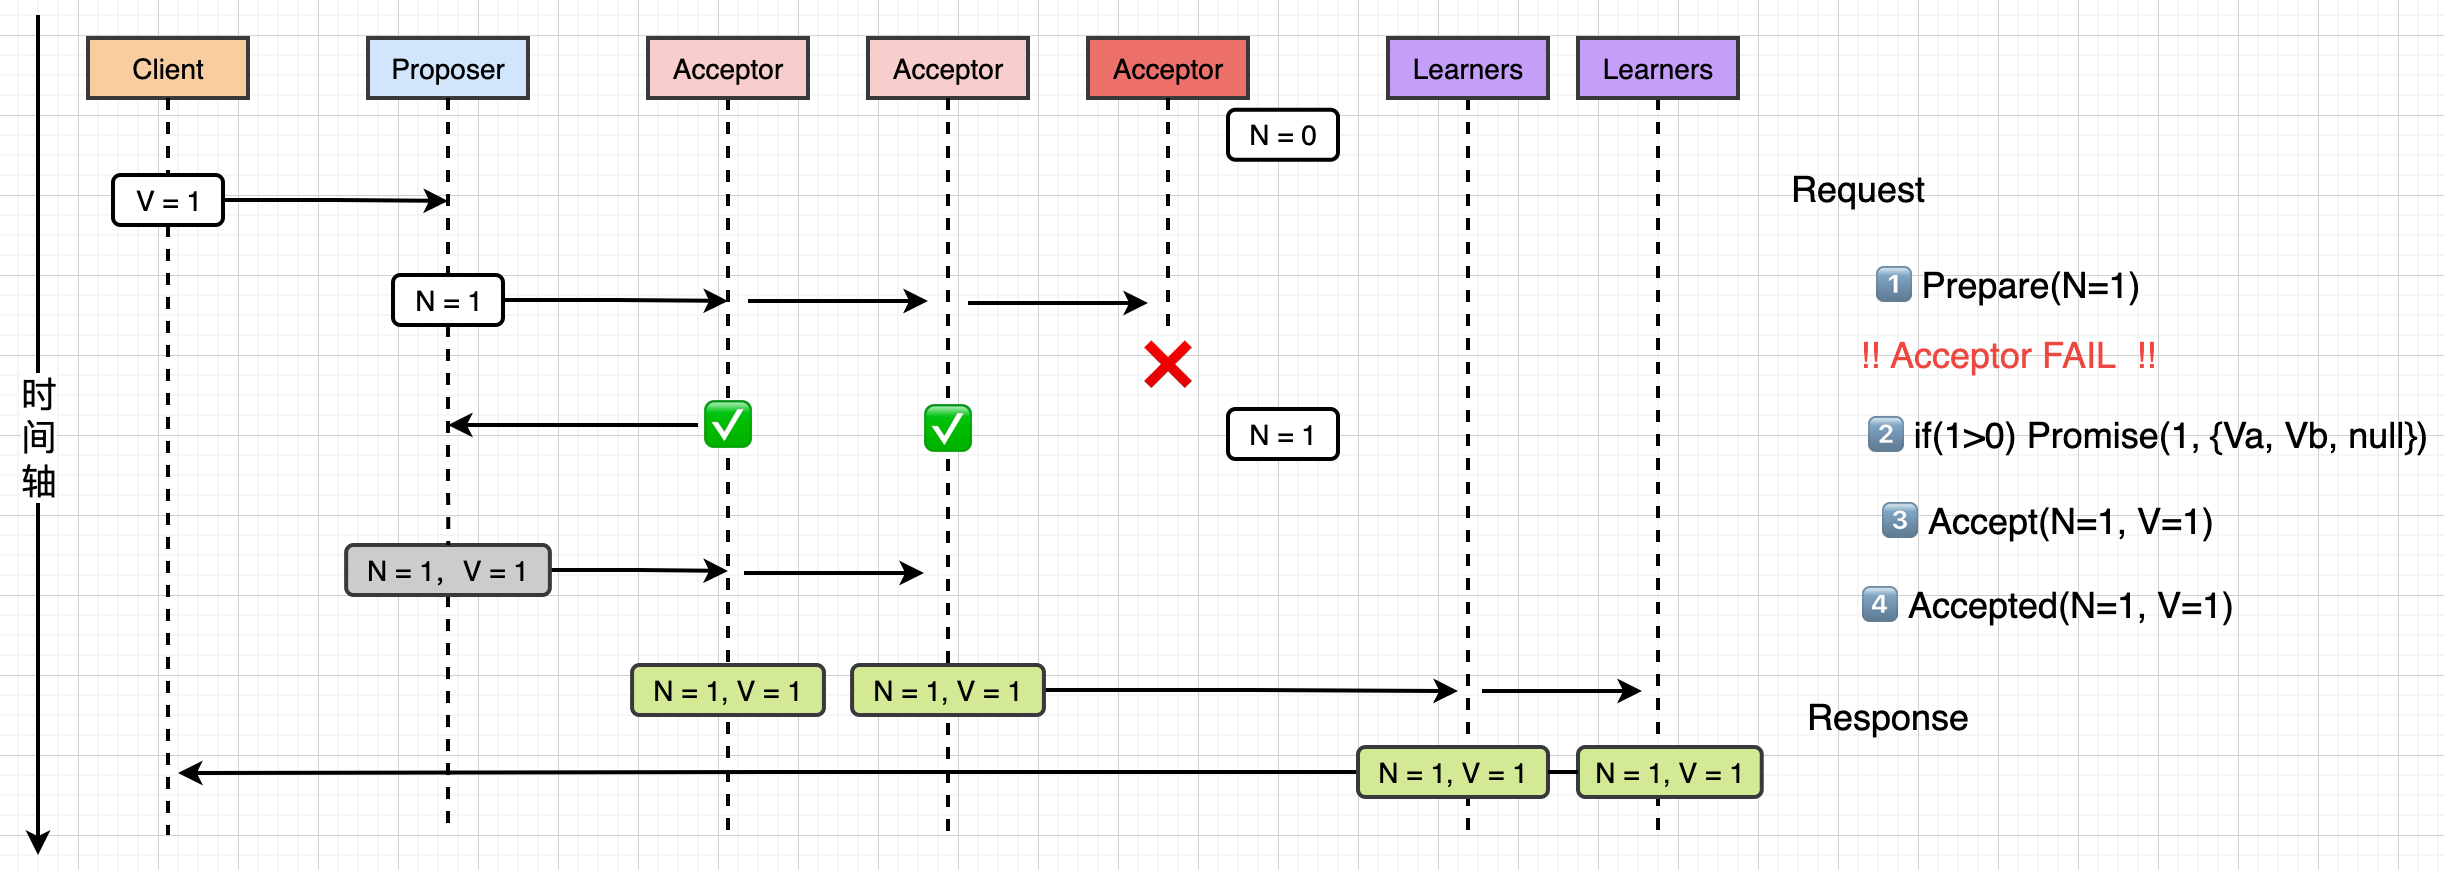 Client
Proposer
Acceptor
Acceptor
Acceptor
Learners
Learners
N = 0
V = 1
Request
N = 1
1 Prepare(N=1)
!! Acceptor FAIL !!
时
间
轴
N = 1
2 if(1>0) Promise(1, {Va, Vb, null})
3 Accept(N=1, V=1)
N = 1, V = 1
4 Accepted(N=1, V=1)
N = 1, V = 1
N = 1, V = 1
Response
N = 1, V = 1
N = 1, V = 1